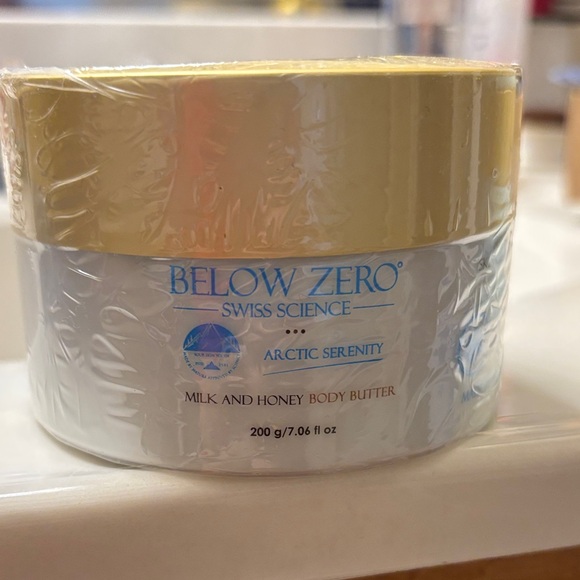 BELOW ZERO°
SWISS SCIENCE
ARCTIC SERENITY
MILK AND HONEY BODY BUTTER
200 g/7.06 fl oz